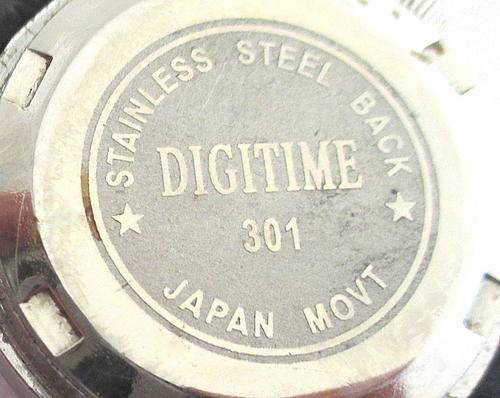 STAINLESS STEEL BACK
DIGITIME
301
JAPAN MOVT